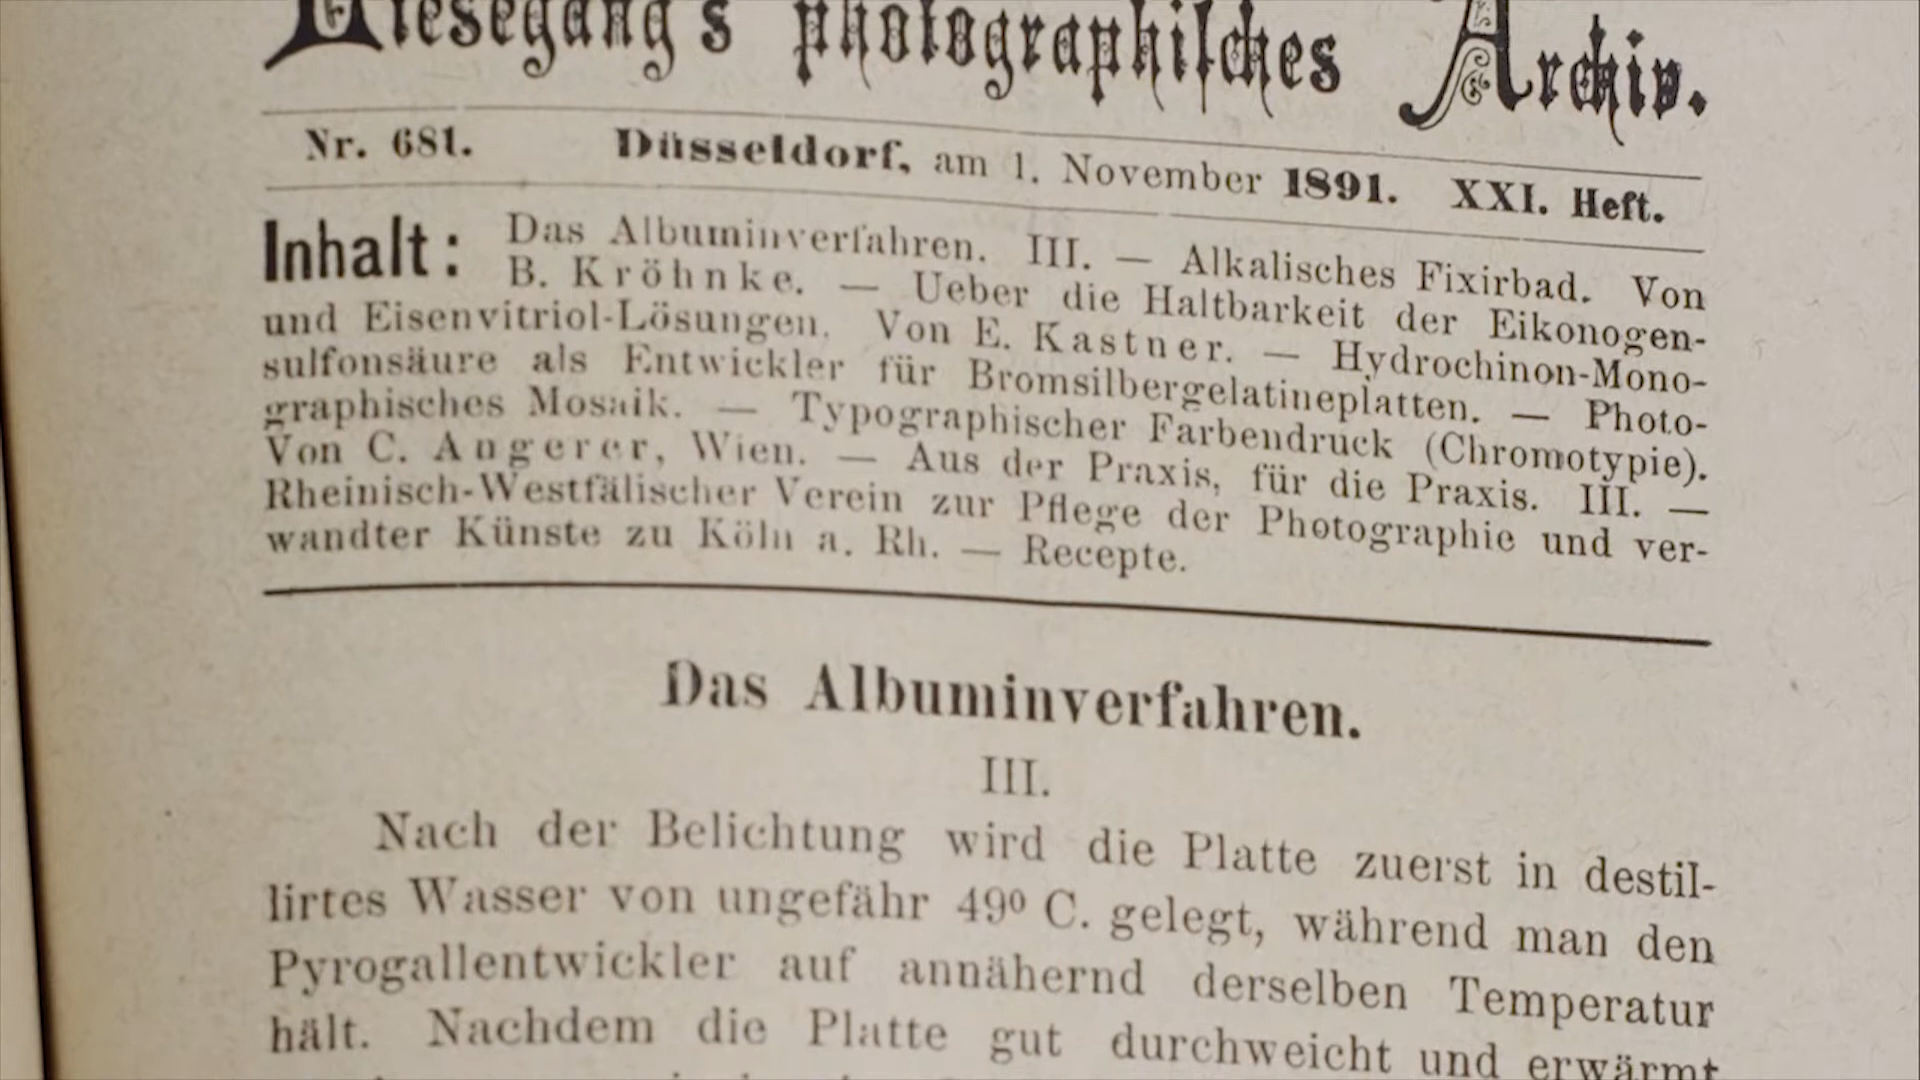 Liesegang's photographisches Archiv.
Nr. 681. Düsseldorf, am 1. November 1891. XXI. Heft.
Inhalt: Das Albuminverfahren. III. — Alkalisches Fixirbad. Von
B. Kröhnke. — Ueber die Haltbarkeit der Eikonogen-
und Eisenvitriol-Lösungen. Von E. Kastner. — Hydrochinon-Mono-
sulfonsäure als Entwickler für Bromsilbergelatineplatten. — Photo-
graphisches Mosaik. — Typographischer Farbendruck (Chromotypie).
Von C. Angerer, Wien. — Aus der Praxis, für die Praxis. III. —
Rheinisch-Westfälischer Verein zur Pflege der Photographie und ver-
wandter Künste zu Köln a. Rh. — Recepte.
Das Albuminverfahren.
III.
Nach der Belichtung wird die Platte zuerst in destil-
lirtes Wasser von ungefähr 49⁰ C. gelegt, während man den
Pyrogallentwickler auf annähernd derselben Temperatur
hält. Nachdem die Platte gut durchweicht und erwärmt